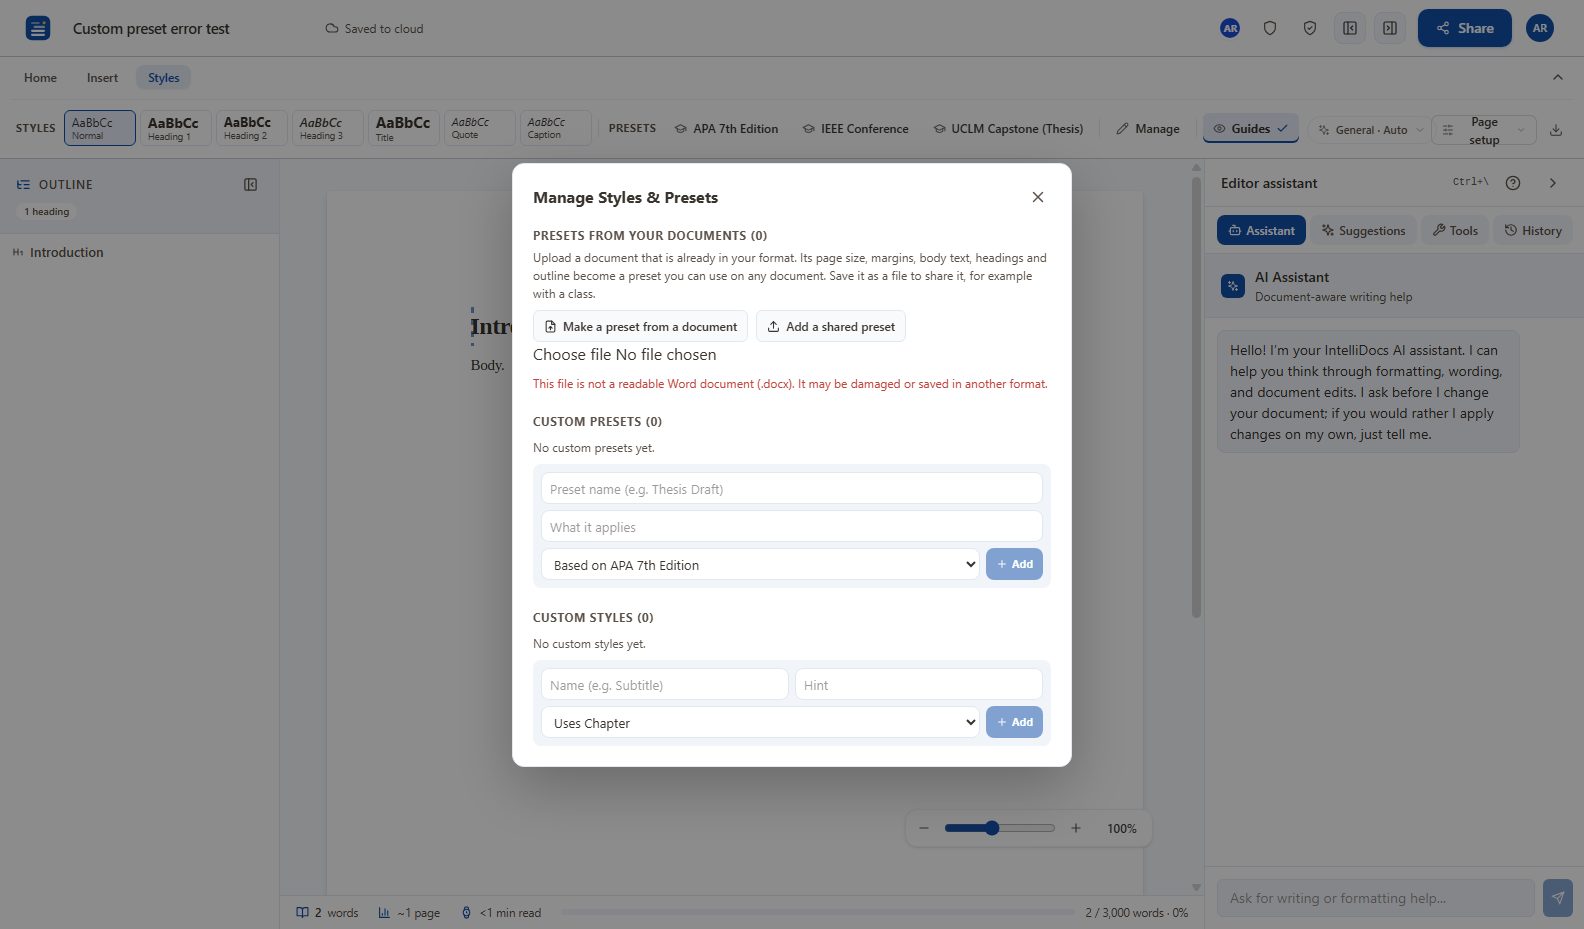 Custom preset error test
Saved to cloud
AR
Share
AR
Home
Insert
Styles
STYLES
AaBbCc
Normal
AaBbCc
Heading 1
AaBbCc
Heading 2
AaBbCc
Heading 3
AaBbCc
Title
AaBbCc
Quote
AaBbCc
Caption
PRESETS
APA 7th Edition
IEEE Conference
UCLM Capstone (Thesis)
Manage
Guides
General · Auto
Page
setup
OUTLINE
1 heading
H1 Introduction
Intr
Body.
Manage Styles & Presets
PRESETS FROM YOUR DOCUMENTS (0)
Upload a document that is already in your format. Its page size, margins, body text, headings and
outline become a preset you can use on any document. Save it as a file to share it, for example
with a class.
Make a preset from a document
Add a shared preset
Choose file No file chosen
This file is not a readable Word document (.docx). It may be damaged or saved in another format.
CUSTOM PRESETS (0)
No custom presets yet.
Preset name (e.g. Thesis Draft)
What it applies
Based on APA 7th Edition
+ Add
CUSTOM STYLES (0)
No custom styles yet.
Name (e.g. Subtitle)
Hint
Uses Chapter
+ Add
100%
2 words
~1 page
<1 min read
2 / 3,000 words · 0%
Editor assistant
Ctrl+\
Assistant
Suggestions
Tools
History
AI Assistant
Document-aware writing help
Hello! I'm your IntelliDocs AI assistant. I can
help you think through formatting, wording,
and document edits. I ask before I change
your document; if you would rather I apply
changes on my own, just tell me.
Ask for writing or formatting help...